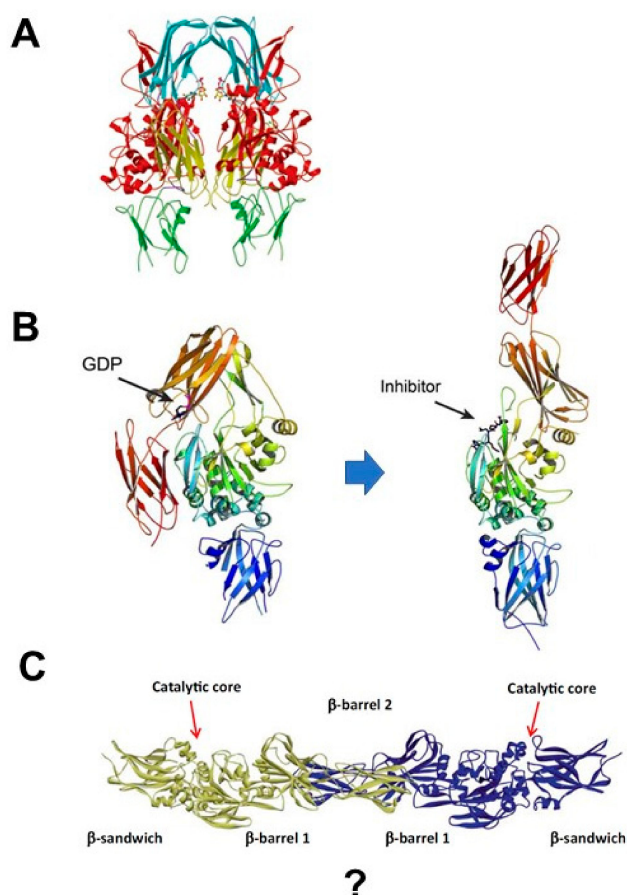 A
B
GDP
Inhibitor
C
Catalytic core
Catalytic core
β-barrel 2
β-sandwich
β-barrel 1
β-barrel 1
β-sandwich
?